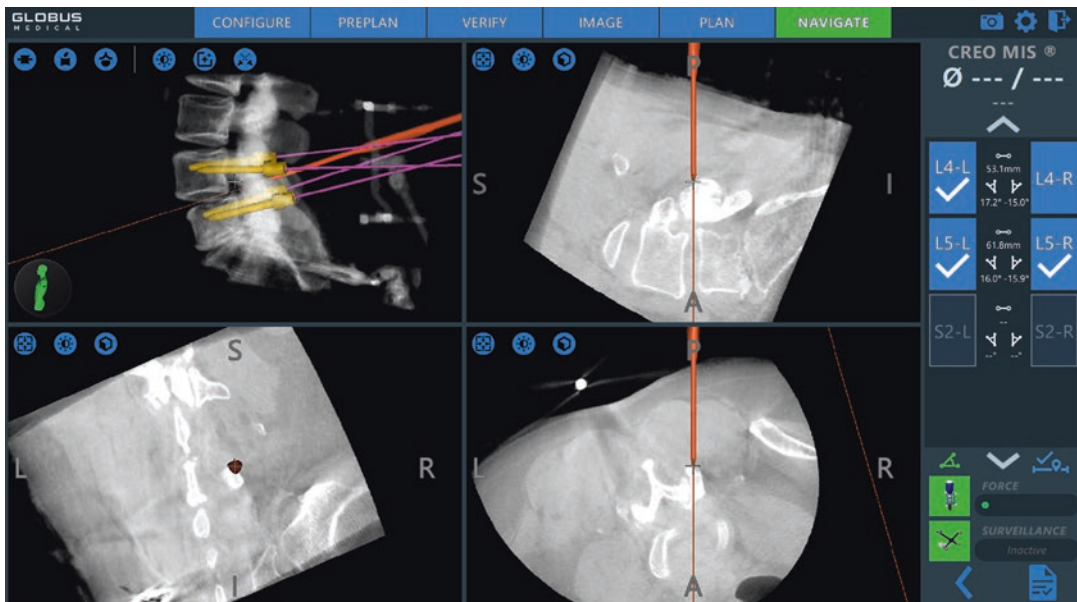 GLOBUS
MEDICAL
CONFIGURE
PREPLAN
VERIFY
IMAGE
PLAN
NAVIGATE
CREO MIS ®
Ø --- / ---
---
L4-L
53.1mm
17.2° -15.0°
L4-R
L5-L
61.8mm
16.0° -15.9°
L5-R
S2-L
--
--° --°
S2-R
P
S
I
A
S
L
R
I
P
L
R
A
FORCE
SURVEILLANCE
Inactive